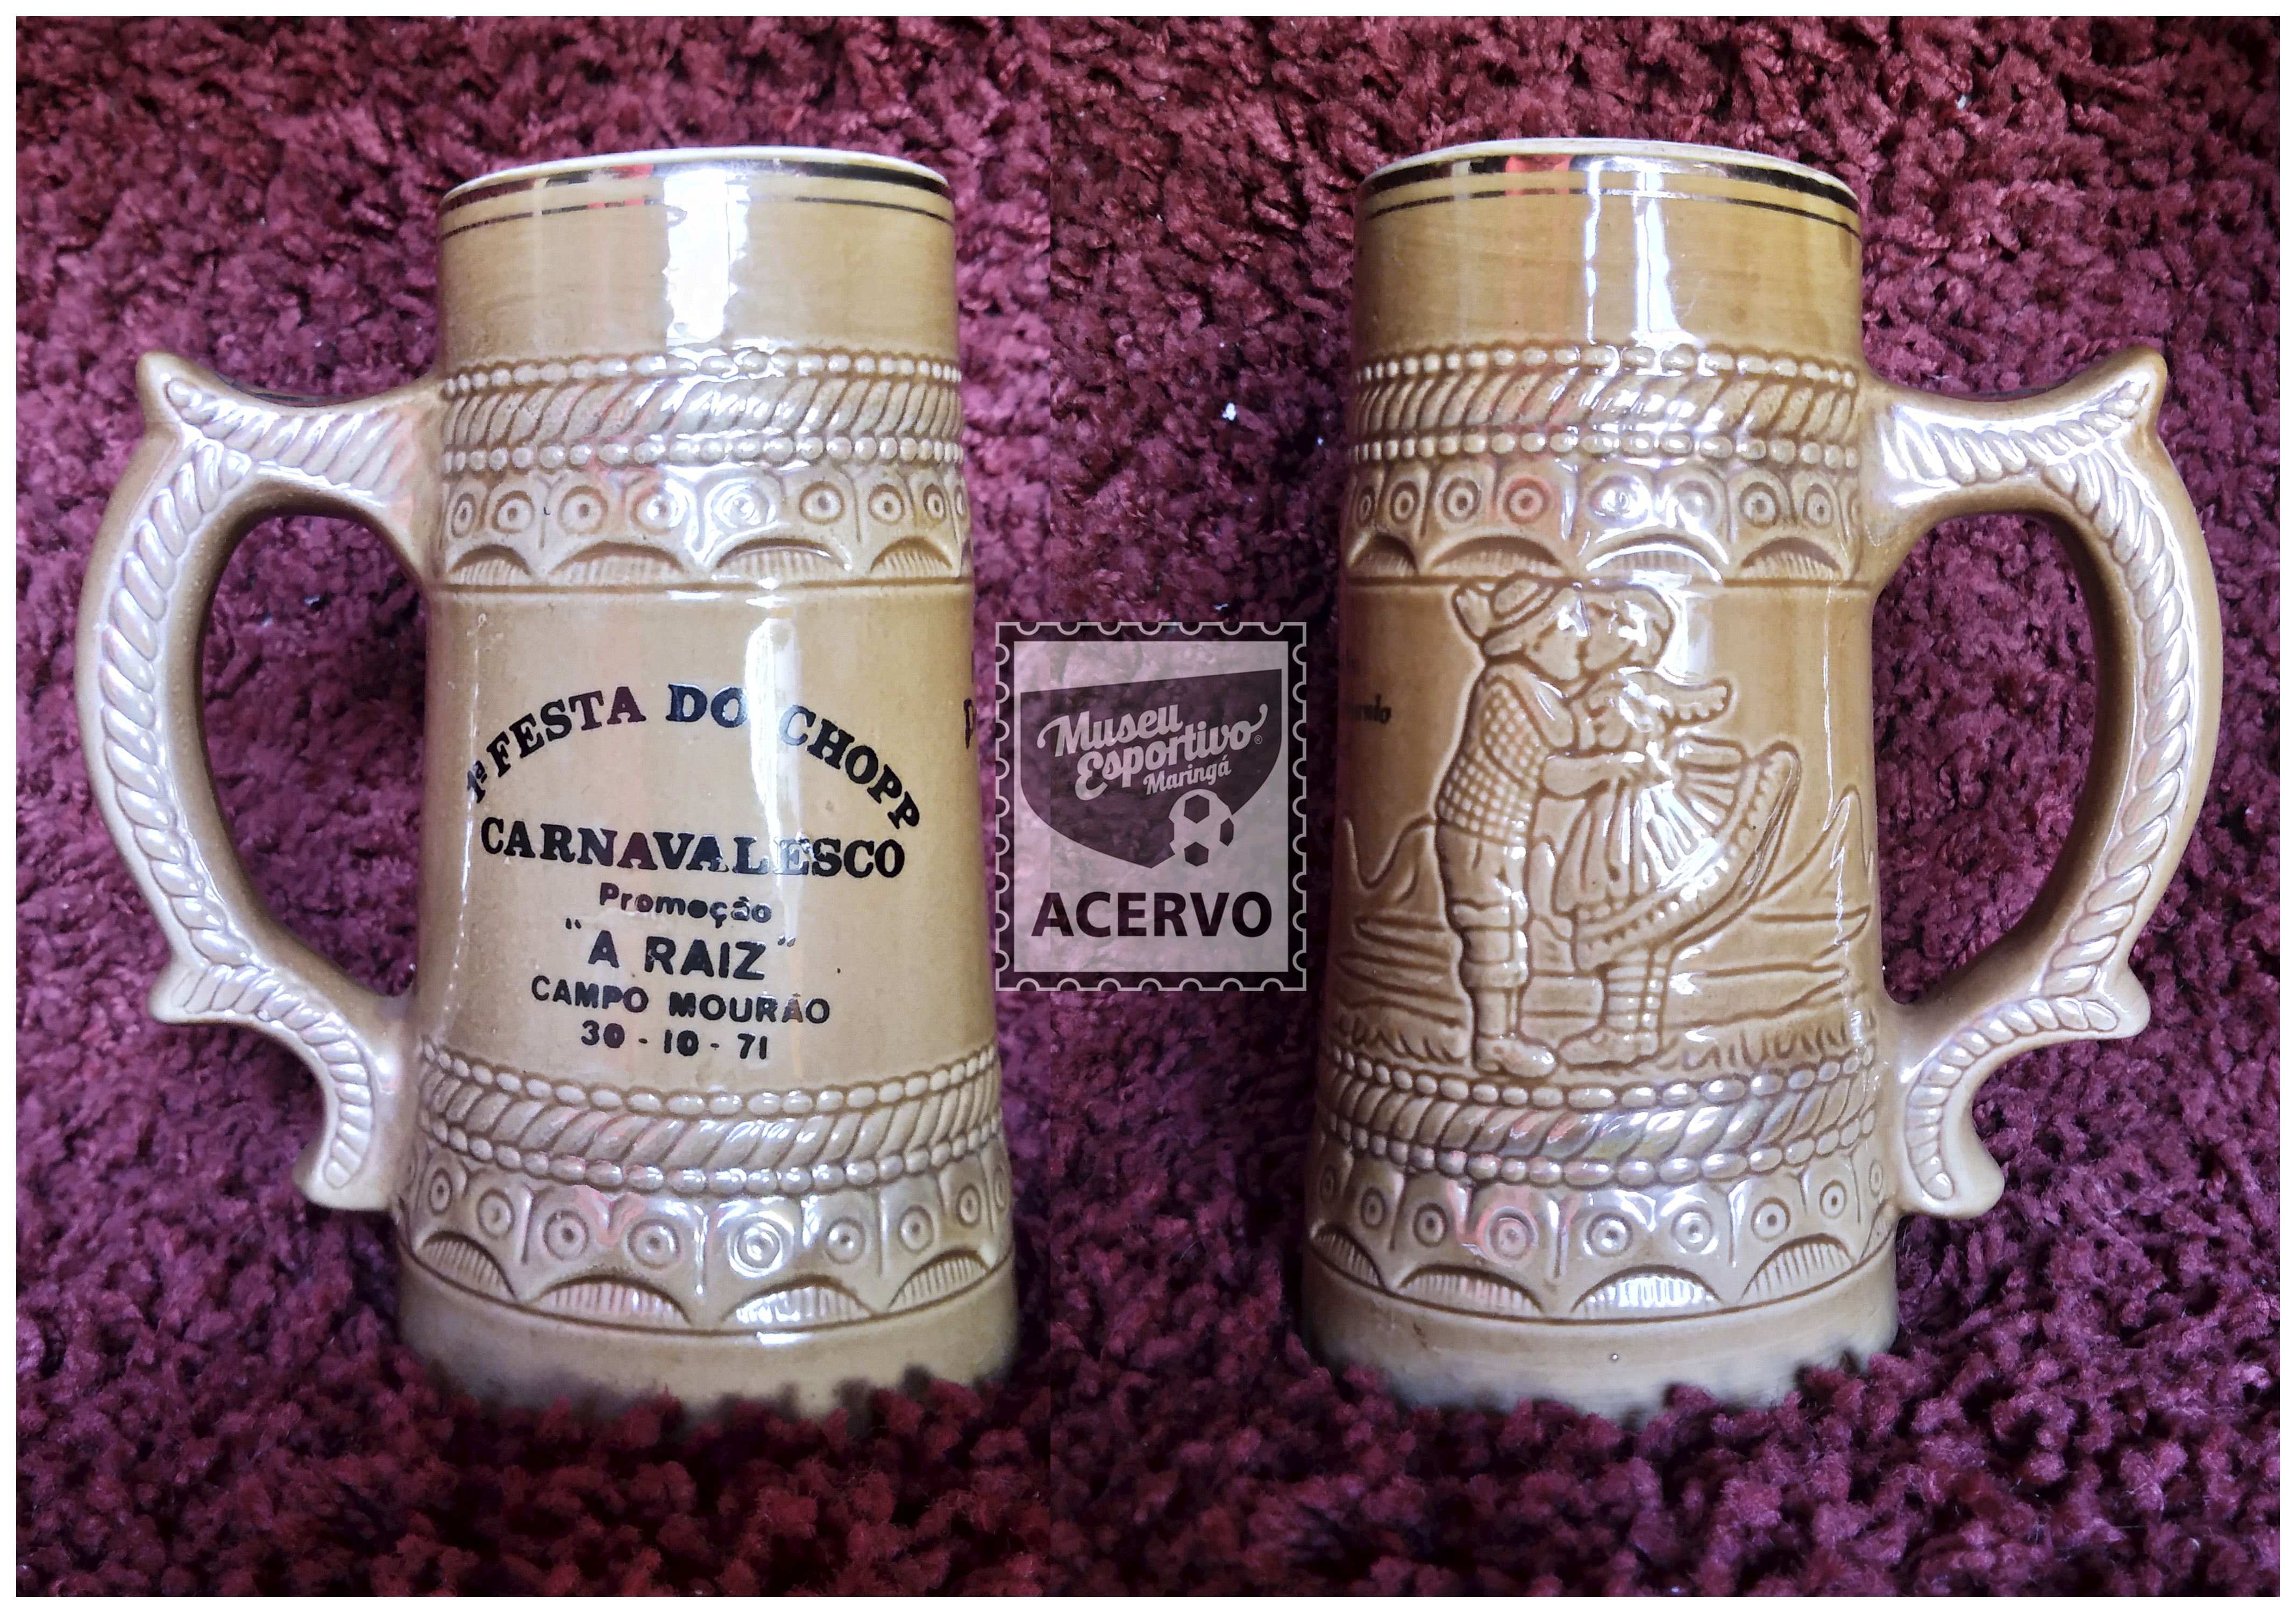 1ª FESTA DO CHOPP
CARNAVALESCO
Promoção
"A RAIZ"
CAMPO MOURÃO
30 - 10 - 71
Museu
Esportivo®
Maringá
ACERVO